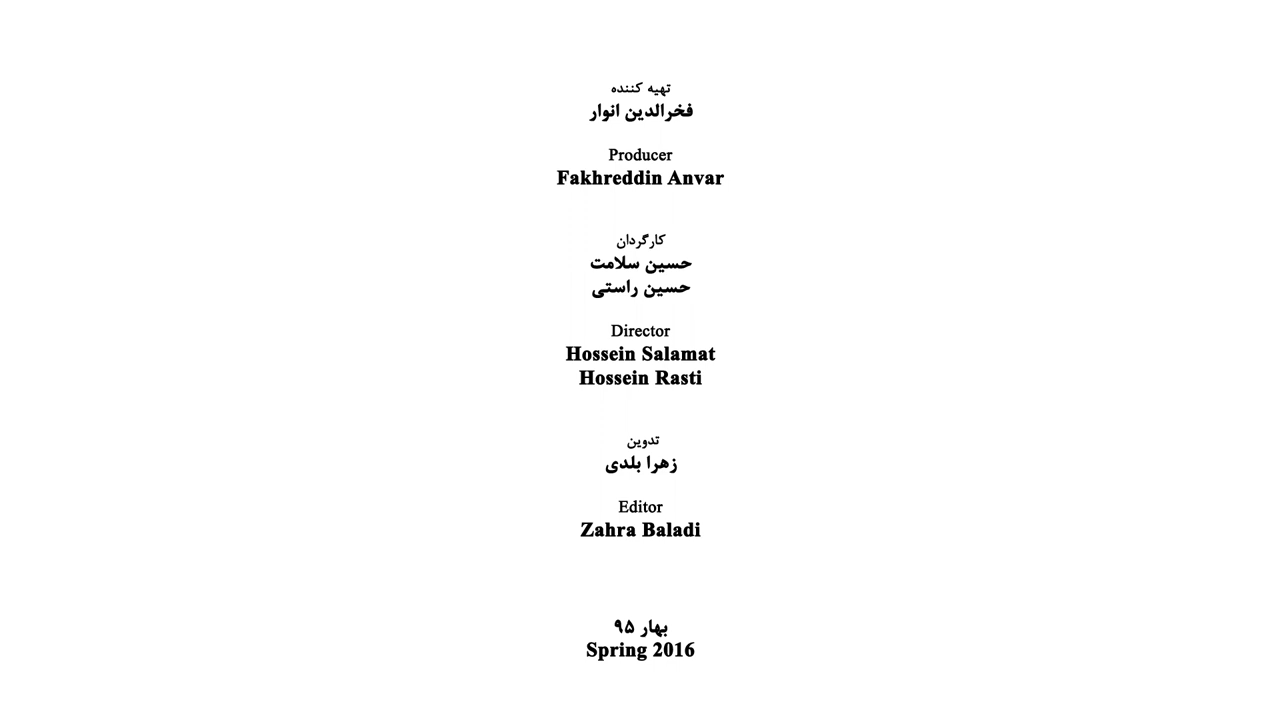 تهیه کننده
فخرالدین انوار
Producer
Fakhreddin Anvar
کارگردان
حسین سلامت
حسین راستی
Director
Hossein Salamat
Hossein Rasti
تدوین
زهرا بلدی
Editor
Zahra Baladi
بهار ۹۵
Spring 2016